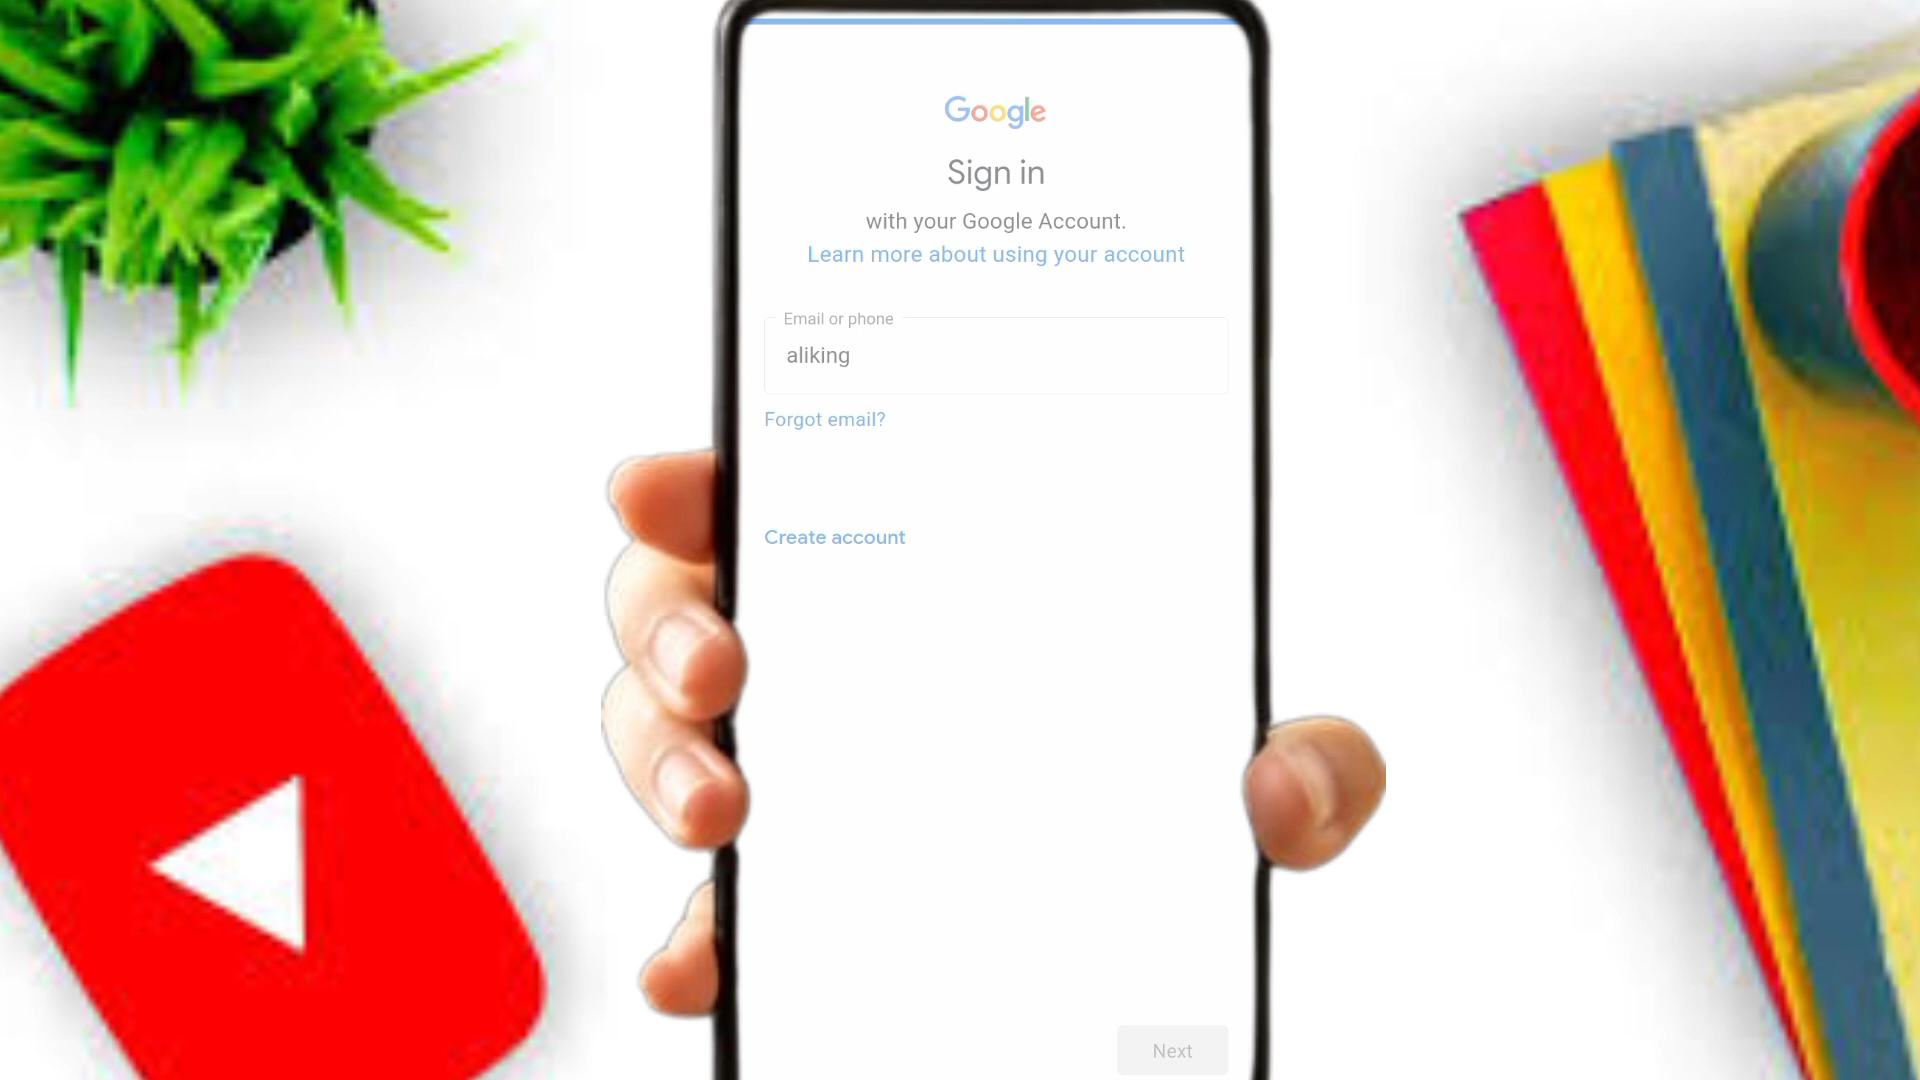 Google
Sign in
with your Google Account.
Learn more about using your account
Email or phone
aliking
Forgot email?
Create account
Next